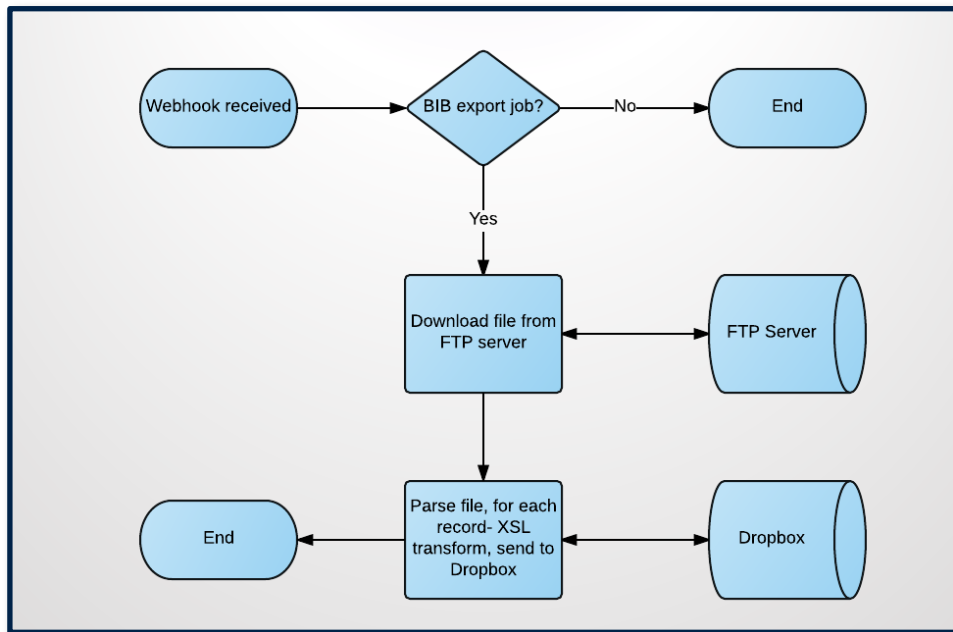 Webhook received
BIB export job?
No
End
Yes
Download file from
FTP server
FTP Server
Parse file, for each
record- XSL
transform, send to
Dropbox
Dropbox
End